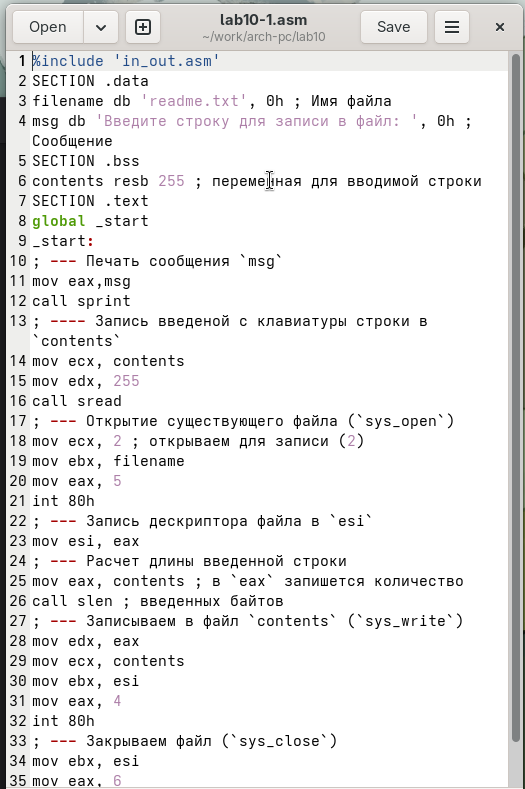 Open
lab10-1.asm
~/work/arch-pc/lab10
Save
1 %include 'in_out.asm'
2 SECTION .data
3 filename db 'readme.txt', 0h ; Имя файла
4 msg db 'Введите строку для записи в файл: ', 0h ;
Сообщение
5 SECTION .bss
6 contents resb 255 ; переменная для вводимой строки
7 SECTION .text
8 global _start
9 _start:
10 ; --- Печать сообщения `msg`
11 mov eax,msg
12 call sprint
13 ; ---- Запись введеной с клавиатуры строки в
`contents`
14 mov ecx, contents
15 mov edx, 255
16 call sread
17 ; --- Открытие существующего файла (`sys_open`)
18 mov ecx, 2 ; открываем для записи (2)
19 mov ebx, filename
20 mov eax, 5
21 int 80h
22 ; --- Запись дескриптора файла в `esi`
23 mov esi, eax
24 ; --- Расчет длины введенной строки
25 mov eax, contents ; в `eax` запишется количество
26 call slen ; введенных байтов
27 ; --- Записываем в файл `contents` (`sys_write`)
28 mov edx, eax
29 mov ecx, contents
30 mov ebx, esi
31 mov eax, 4
32 int 80h
33 ; --- Закрываем файл (`sys_close`)
34 mov ebx, esi
35 mov eax, 6